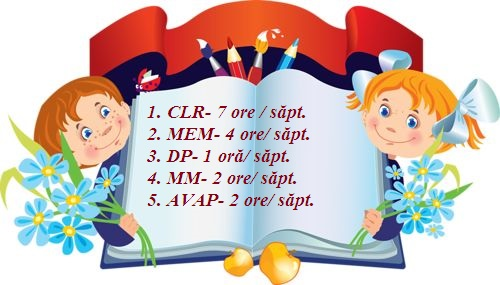 1. CLR- 7 ore / săpt.
2. MEM- 4 ore/ săpt.
3. DP- 1 oră/ săpt.
4. MM- 2 ore/ săpt.
5. AVAP- 2 ore/ săpt.